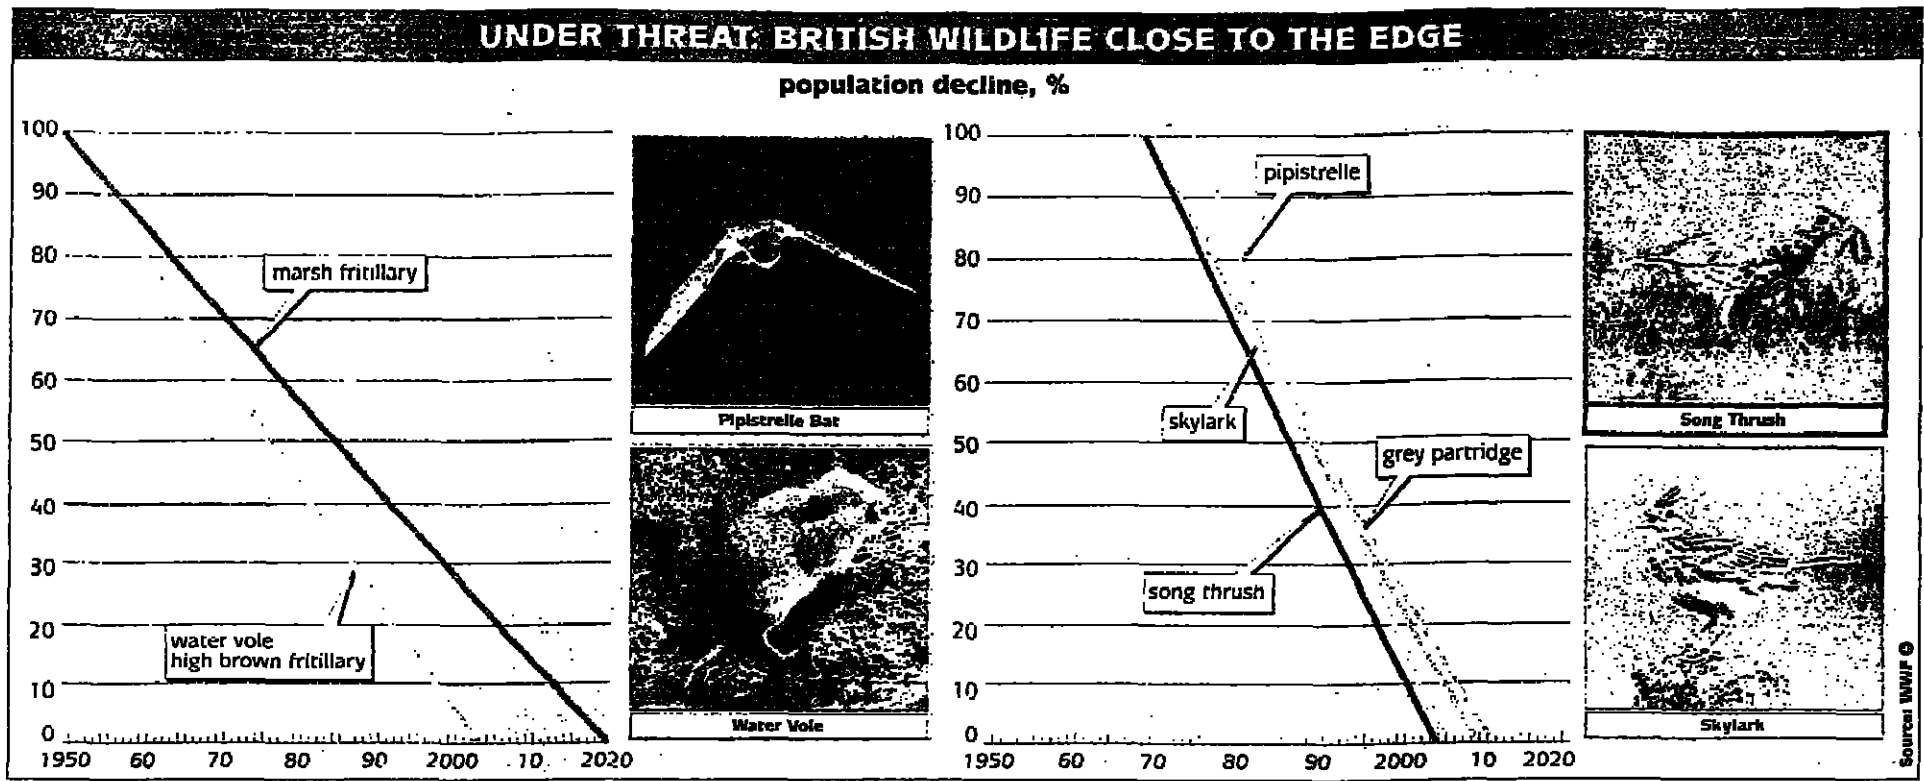 UNDER THREAT: BRITISH WILDLIFE CLOSE TO THE EDGE
population decline, %
100
90
80
70
60
50
40
30
20
10
0
1950 60 70 80 90 2000 10 2020
marsh fritillary
water vole
high brown fritillary
Pipistrelle Bat
Water Vole
100
90
80
70
60
50
40
30
20
10
0
1950 60 70 80 90 2000 10 2020
pipistrelle
skylark
grey partridge
song thrush
Song Thrush
Skylark
Source: WWF ©